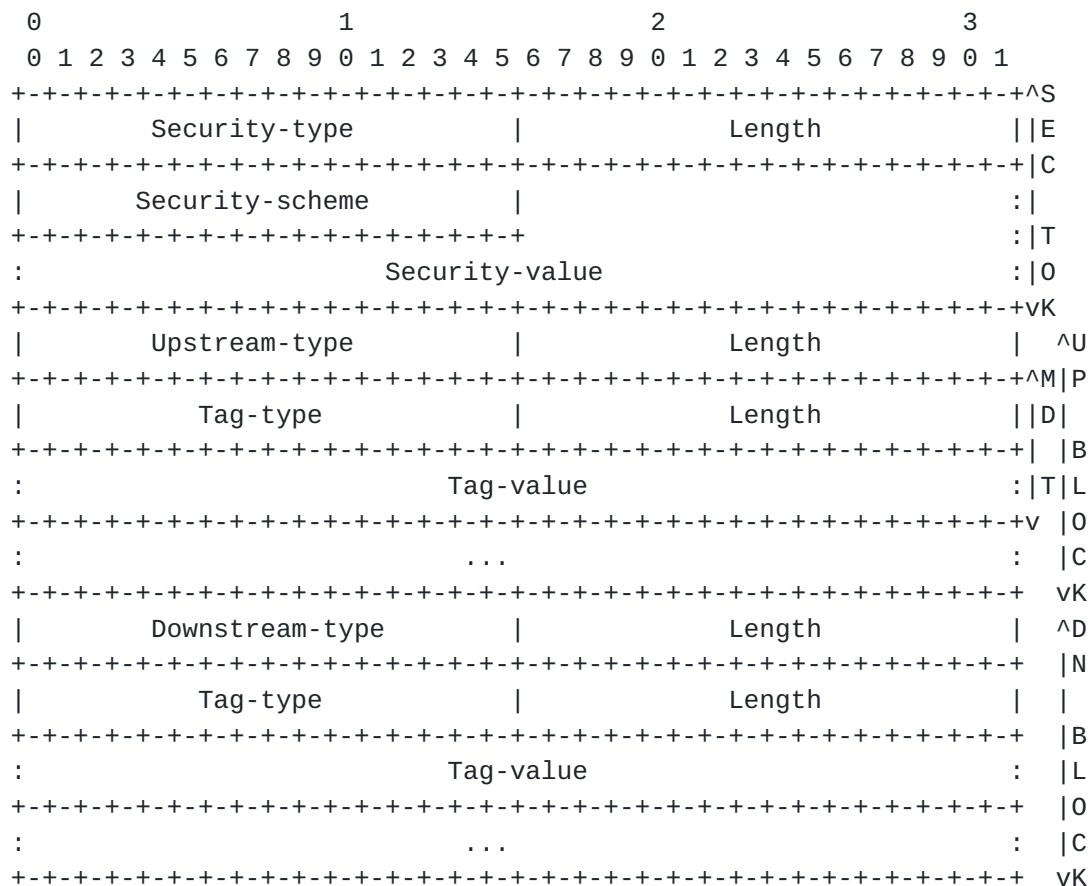 0                   1                   2                   3
 0 1 2 3 4 5 6 7 8 9 0 1 2 3 4 5 6 7 8 9 0 1 2 3 4 5 6 7 8 9 0 1
+-+-+-+-+-+-+-+-+-+-+-+-+-+-+-+-+-+-+-+-+-+-+-+-+-+-+-+-+-+-+-+-+^S
|        Security-type          |             Length            ||E
+-+-+-+-+-+-+-+-+-+-+-+-+-+-+-+-+-+-+-+-+-+-+-+-+-+-+-+-+-+-+-+-+|C
|       Security-scheme         |                               :|
+-+-+-+-+-+-+-+-+-+-+-+-+-+-+-+-+                               :|T
:                       Security-value                          :|O
+-+-+-+-+-+-+-+-+-+-+-+-+-+-+-+-+-+-+-+-+-+-+-+-+-+-+-+-+-+-+-+-+vK
|        Upstream-type          |             Length            |  ^U
+-+-+-+-+-+-+-+-+-+-+-+-+-+-+-+-+-+-+-+-+-+-+-+-+-+-+-+-+-+-+-+-+^M|P
|           Tag-type            |             Length            ||D|
+-+-+-+-+-+-+-+-+-+-+-+-+-+-+-+-+-+-+-+-+-+-+-+-+-+-+-+-+-+-+-+-+| |B
:                           Tag-value                           :|T|L
+-+-+-+-+-+-+-+-+-+-+-+-+-+-+-+-+-+-+-+-+-+-+-+-+-+-+-+-+-+-+-+-+v |O
:                            ...                                :  |C
+-+-+-+-+-+-+-+-+-+-+-+-+-+-+-+-+-+-+-+-+-+-+-+-+-+-+-+-+-+-+-+-+  vK
|        Downstream-type        |             Length            |  ^D
+-+-+-+-+-+-+-+-+-+-+-+-+-+-+-+-+-+-+-+-+-+-+-+-+-+-+-+-+-+-+-+-+  |N
|           Tag-type            |             Length            |  |
+-+-+-+-+-+-+-+-+-+-+-+-+-+-+-+-+-+-+-+-+-+-+-+-+-+-+-+-+-+-+-+-+  |B
:                           Tag-value                           :  |L
+-+-+-+-+-+-+-+-+-+-+-+-+-+-+-+-+-+-+-+-+-+-+-+-+-+-+-+-+-+-+-+-+  |O
:                            ...                                :  |C
+-+-+-+-+-+-+-+-+-+-+-+-+-+-+-+-+-+-+-+-+-+-+-+-+-+-+-+-+-+-+-+-+  vK